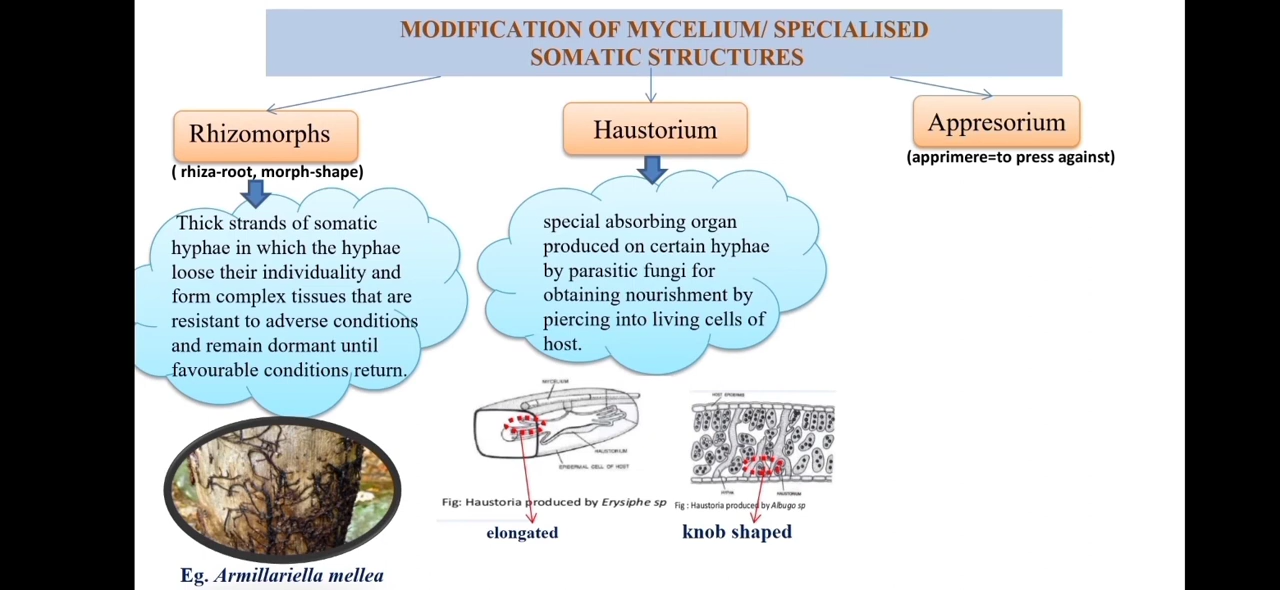 MODIFICATION OF MYCELIUM/ SPECIALISED
SOMATIC STRUCTURES
Rhizomorphs
( rhiza-root, morph-shape)
Thick strands of somatic
hyphae in which the hyphae
loose their individuality and
form complex tissues that are
resistant to adverse conditions
and remain dormant until
favourable conditions return.
Eg. Armillariella mellea
Haustorium
special absorbing organ
produced on certain hyphae
by parasitic fungi for
obtaining nourishment by
piercing into living cells of
host.
MYCELIUM
HAUSTORIUM
EPIDERMAL CELL OF HOST
Fig: Haustoria produced by Erysiphe sp
elongated
HOST EPIDERMIS
HYPHA
HAUSTORIUM
Fig : Haustoria produced by Albugo sp
knob shaped
Appresorium
(apprimere=to press against)